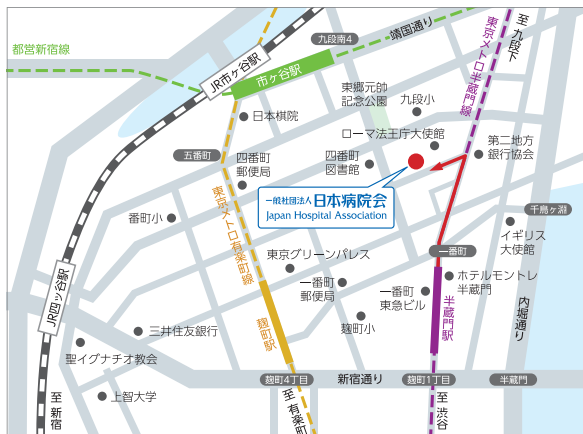 都営新宿線
JR市ヶ谷駅
九段南4
靖国通り
東京メトロ半蔵門線
至 九段下
市ヶ谷駅
日本棋院
東郷元帥
記念公園
九段小
ローマ法王庁大使館
第二地方
銀行協会
五番町
四番町
郵便局
四番町
図書館
一般社団法人 日本病院会
Japan Hospital Association
東京メトロ有楽町線
番町小
千鳥ヶ淵
イギリス
大使館
東京グリーンパレス
一番町
一番町
郵便局
一番町
東急ビル
ホテルモントレ
半蔵門
JR四ッ谷駅
麹町駅
半蔵門駅
内堀通り
三井住友銀行
麹町小
聖イグナチオ教会
上智大学
麹町4丁目
新宿通り
麹町1丁目
半蔵門
至 新宿
至 有楽町
至 渋谷